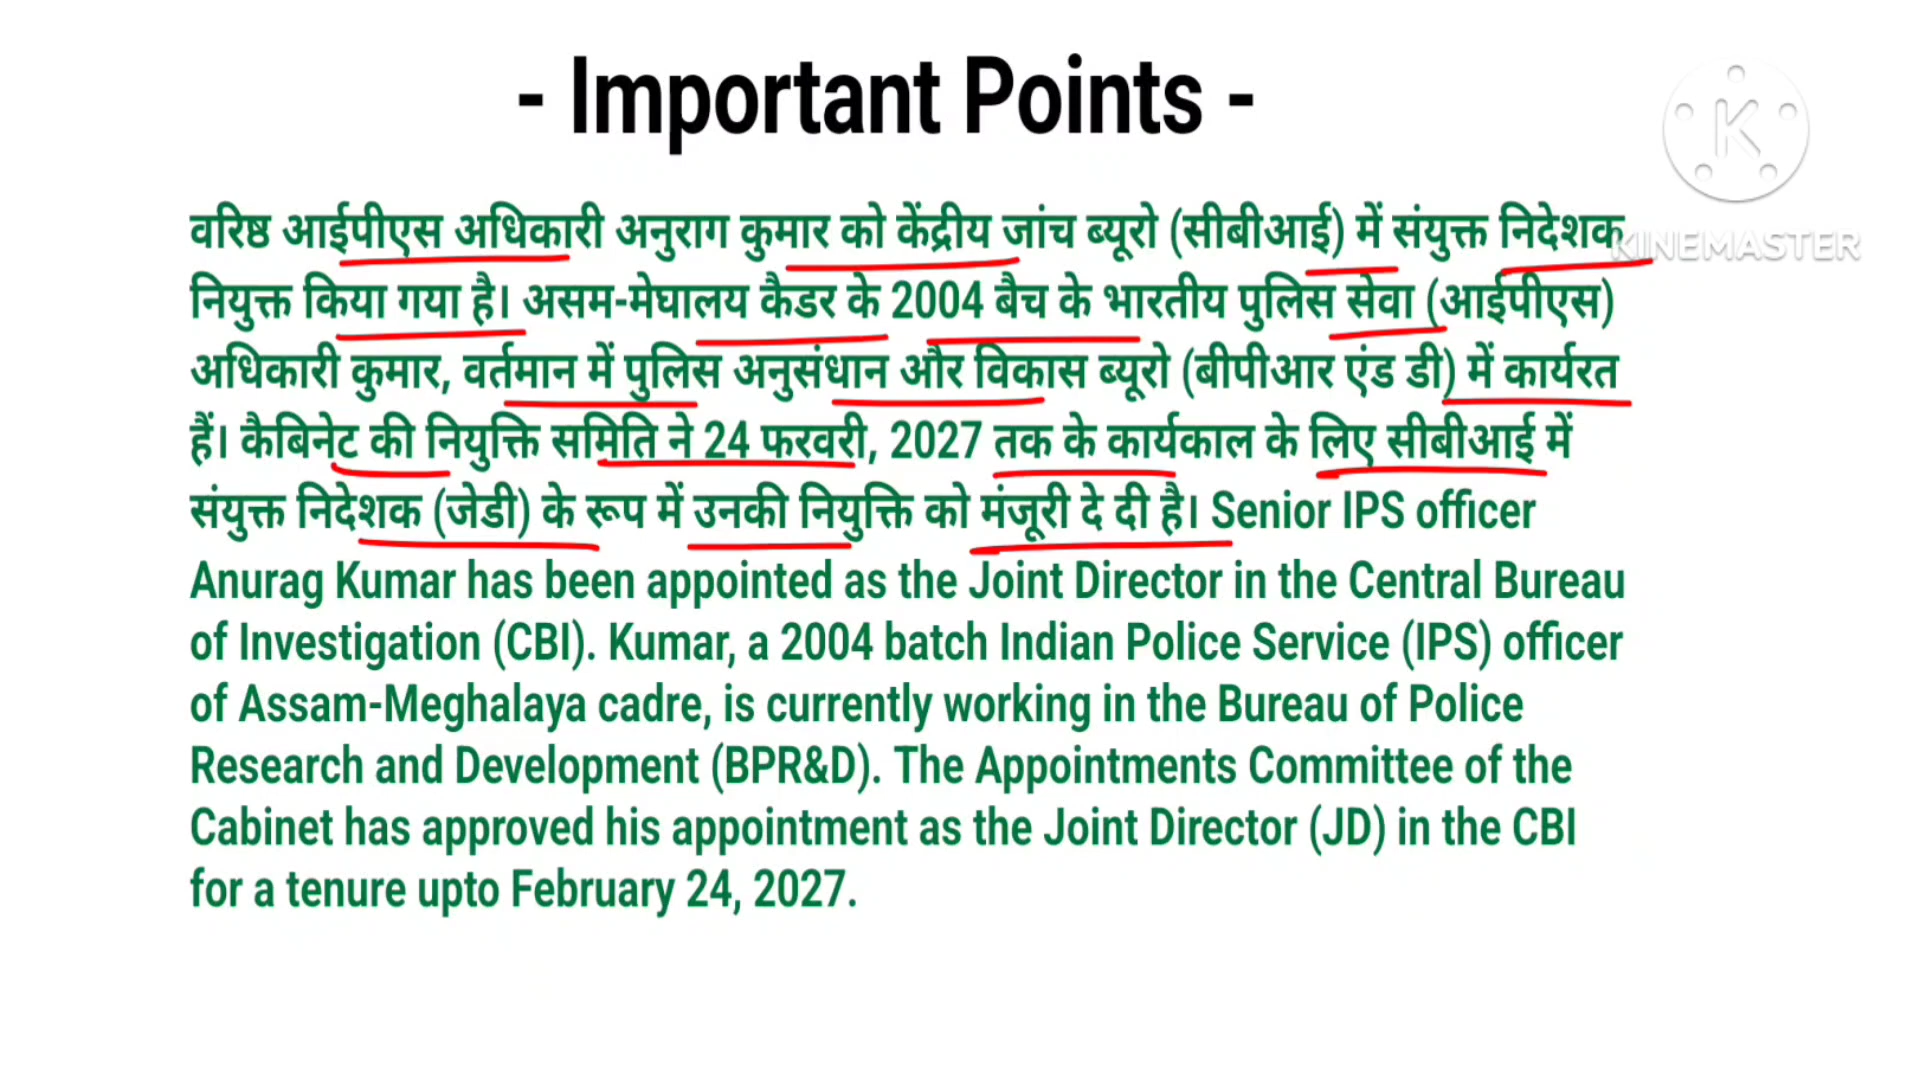 - Important Points -
K
KINEMASTER
वरिष्ठ आईपीएस अधिकारी अनुराग कुमार को केंद्रीय जांच ब्यूरो (सीबीआई) में संयुक्त निदेशक
नियुक्त किया गया है। असम-मेघालय कैडर के 2004 बैच के भारतीय पुलिस सेवा (आईपीएस)
अधिकारी कुमार, वर्तमान में पुलिस अनुसंधान और विकास ब्यूरो (बीपीआर एंड डी) में कार्यरत
हैं। कैबिनेट की नियुक्ति समिति ने 24 फरवरी, 2027 तक के कार्यकाल के लिए सीबीआई में
संयुक्त निदेशक (जेडी) के रूप में उनकी नियुक्ति को मंजूरी दे दी है। Senior IPS officer
Anurag Kumar has been appointed as the Joint Director in the Central Bureau
of Investigation (CBI). Kumar, a 2004 batch Indian Police Service (IPS) officer
of Assam-Meghalaya cadre, is currently working in the Bureau of Police
Research and Development (BPR&D). The Appointments Committee of the
Cabinet has approved his appointment as the Joint Director (JD) in the CBI
for a tenure upto February 24, 2027.